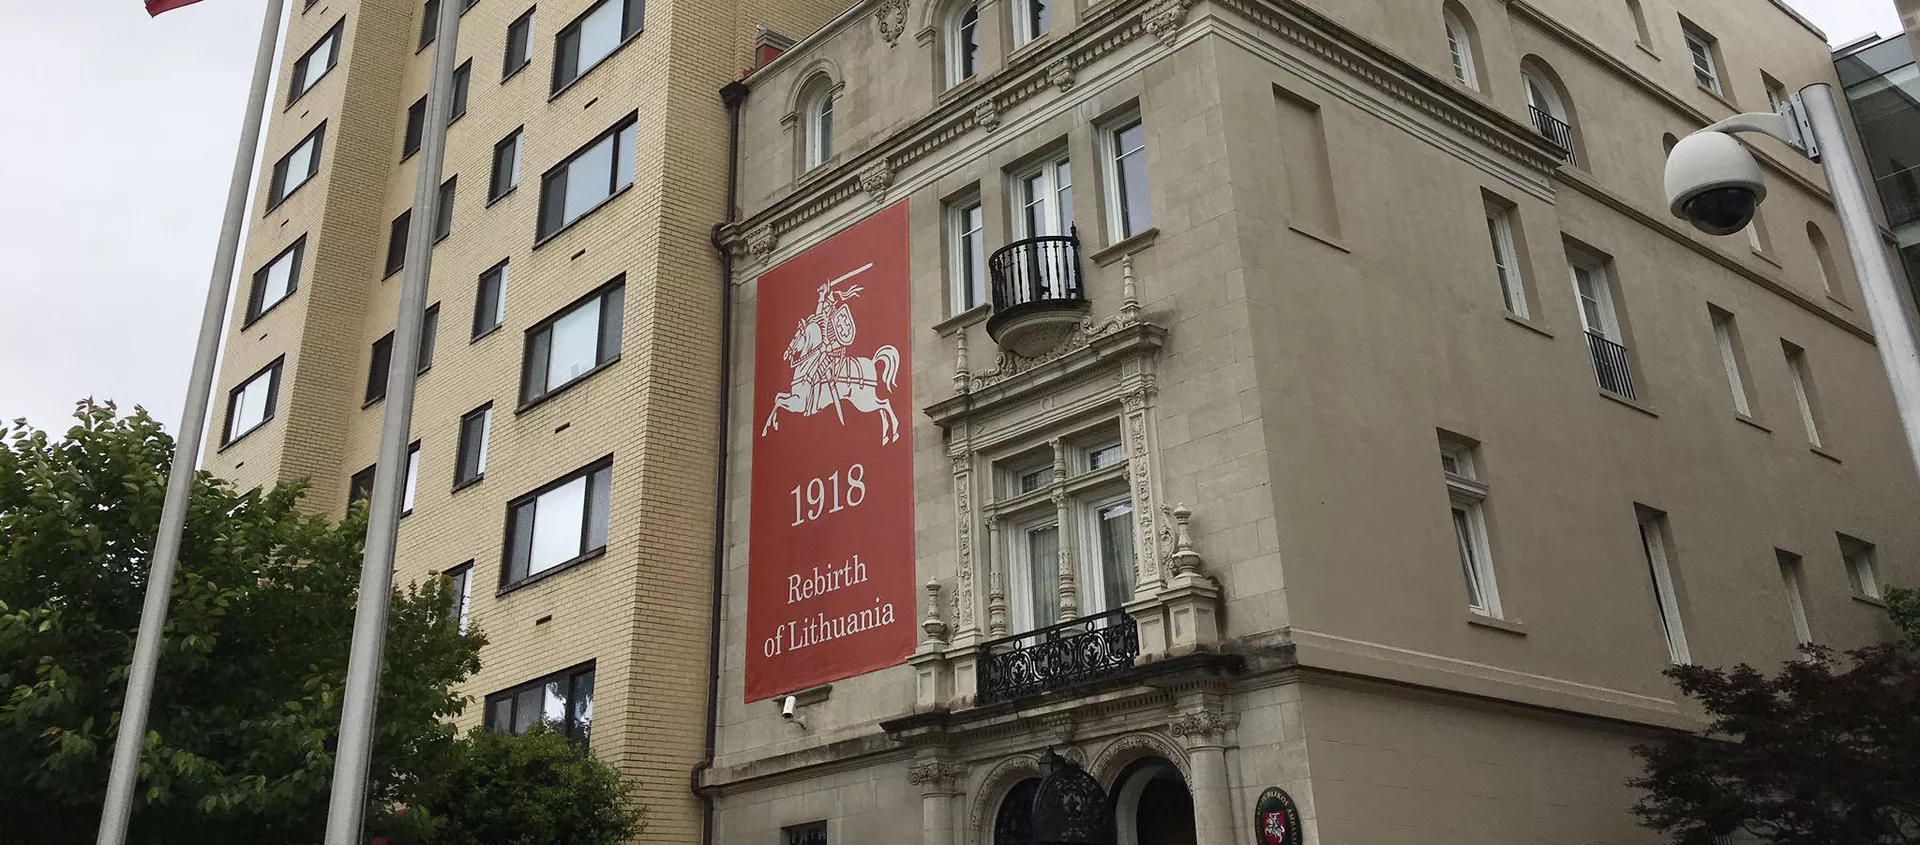 1918
Rebirth
of Lithuania